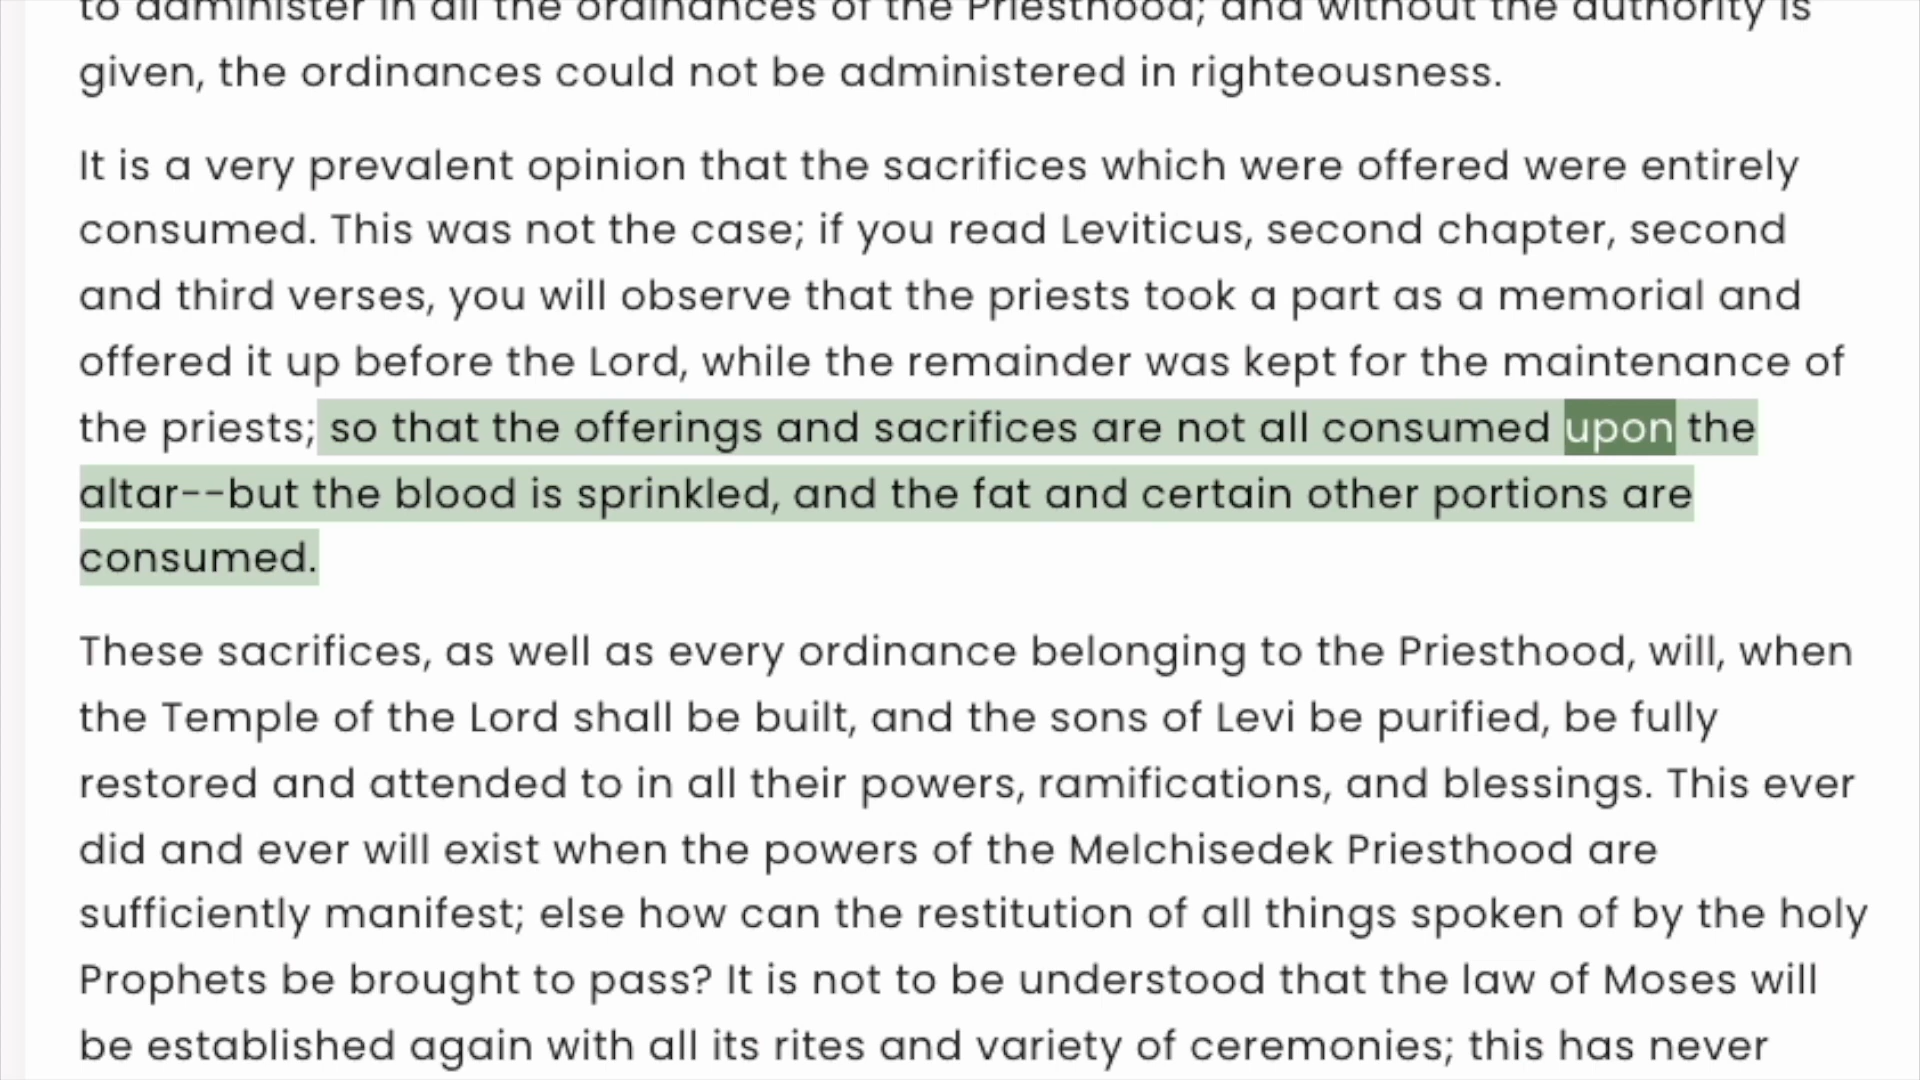 to administer in all the ordinances of the Priesthood; and without the authority is
given, the ordinances could not be administered in righteousness.
It is a very prevalent opinion that the sacrifices which were offered were entirely
consumed. This was not the case; if you read Leviticus, second chapter, second
and third verses, you will observe that the priests took a part as a memorial and
offered it up before the Lord, while the remainder was kept for the maintenance of
the priests; so that the offerings and sacrifices are not all consumed upon the
altar--but the blood is sprinkled, and the fat and certain other portions are
consumed.
These sacrifices, as well as every ordinance belonging to the Priesthood, will, when
the Temple of the Lord shall be built, and the sons of Levi be purified, be fully
restored and attended to in all their powers, ramifications, and blessings. This ever
did and ever will exist when the powers of the Melchisedek Priesthood are
sufficiently manifest; else how can the restitution of all things spoken of by the holy
Prophets be brought to pass? It is not to be understood that the law of Moses will
be established again with all its rites and variety of ceremonies; this has never